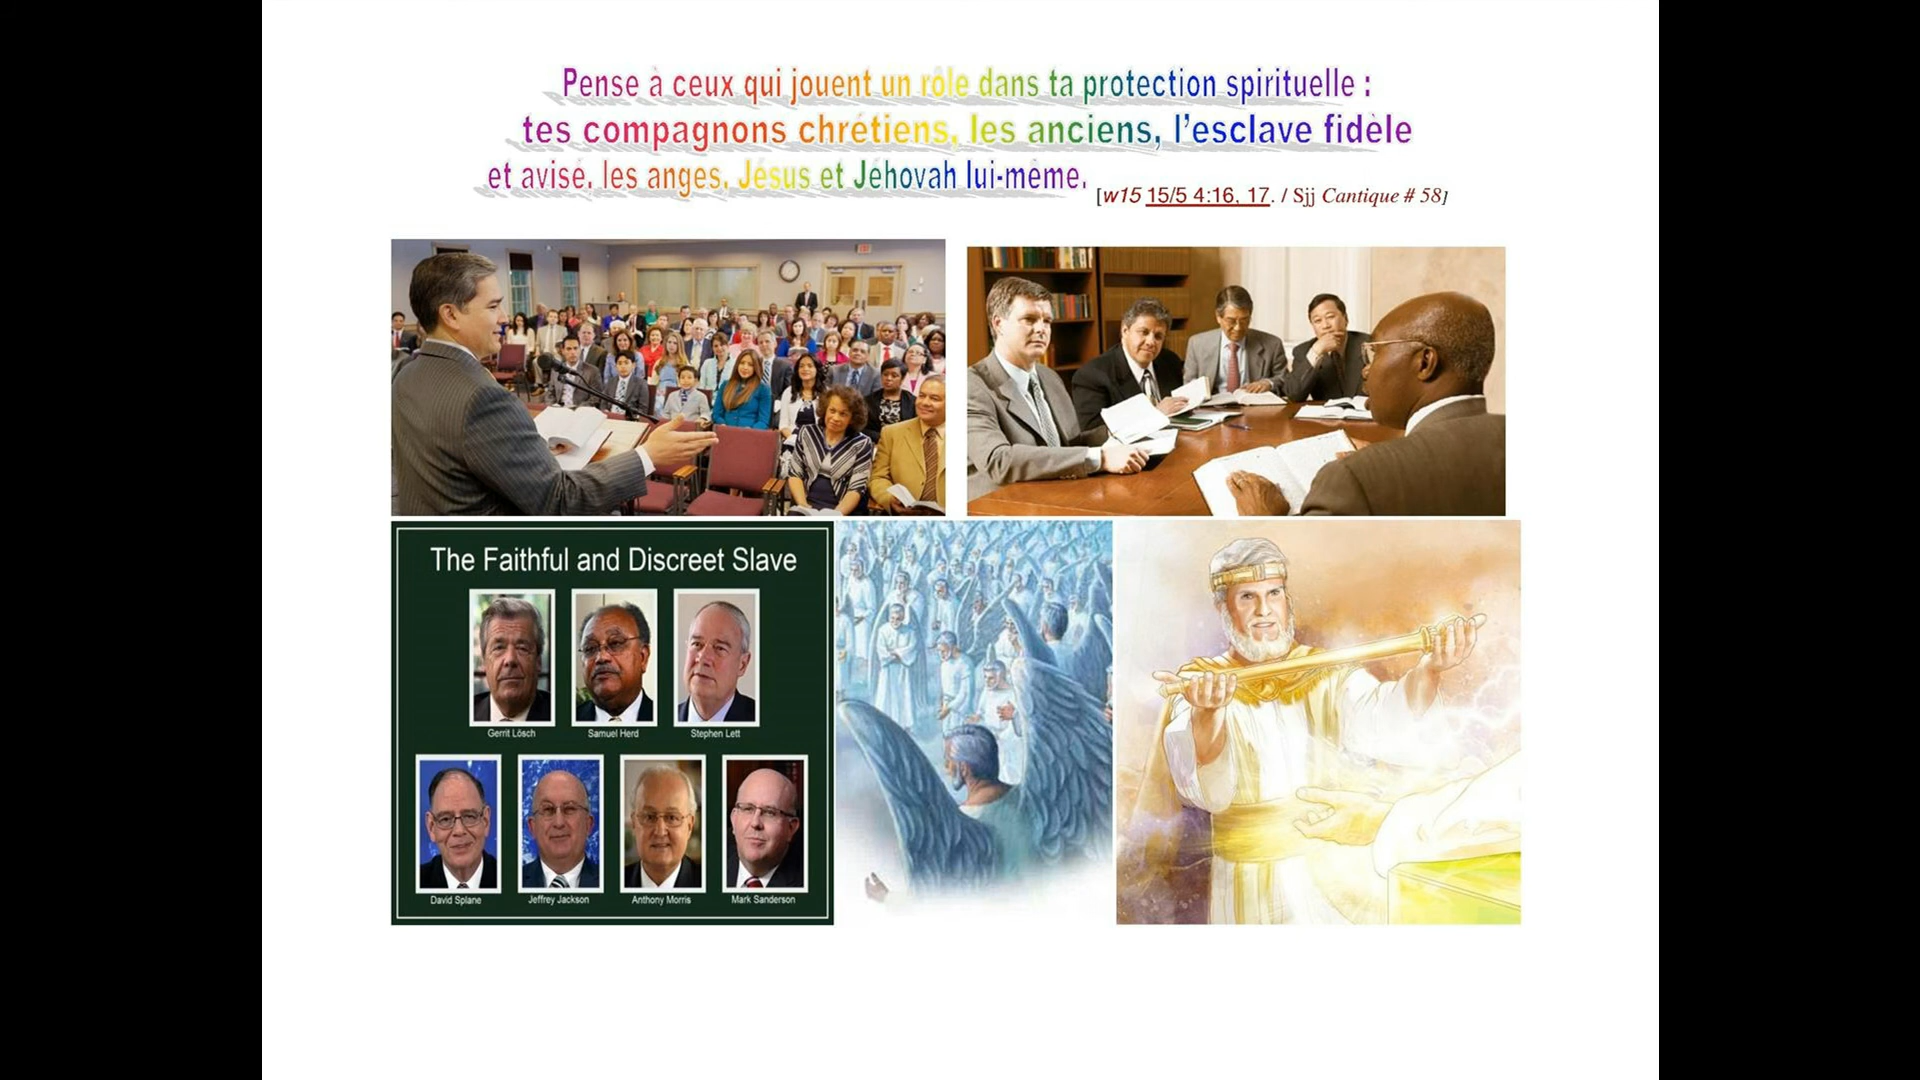 Pense à ceux qui jouent un rôle dans ta protection spirituelle :
tes compagnons chrétiens, les anciens, l'esclave fidèle
et avisé, les anges, Jésus et Jéhovah lui-même.
[w15 15/5 4:16, 17. / Sjj Cantique # 58]
The Faithful and Discreet Slave
Gerrit Lösch
Samuel Herd
Stephen Lett
David Splane
Jeffrey Jackson
Anthony Morris
Mark Sanderson